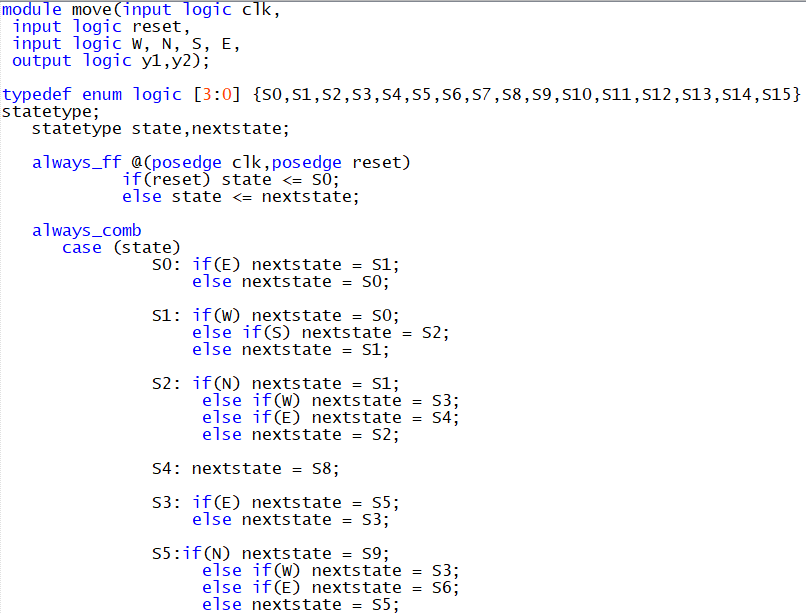 module move(input logic clk,
input logic reset,
input logic W, N, S, E,
output logic y1,y2);
typedef enum logic [3:0] {S0,S1,S2,S3,S4,S5,S6,S7,S8,S9,S10,S11,S12,S13,S14,S15}
statetype;
statetype state,nextstate;
always_ff @(posedge clk,posedge reset)
if(reset) state <= S0;
else state <= nextstate;
always_comb
case (state)
S0: if(E) nextstate = S1;
else nextstate = S0;
S1: if(W) nextstate = S0;
else if(S) nextstate = S2;
else nextstate = S1;
S2: if(N) nextstate = S1;
else if(W) nextstate = S3;
else if(E) nextstate = S4;
else nextstate = S2;
S4: nextstate = S8;
S3: if(E) nextstate = S5;
else nextstate = S3;
S5:if(N) nextstate = S9;
else if(W) nextstate = S3;
else if(E) nextstate = S6;
else nextstate = S5;